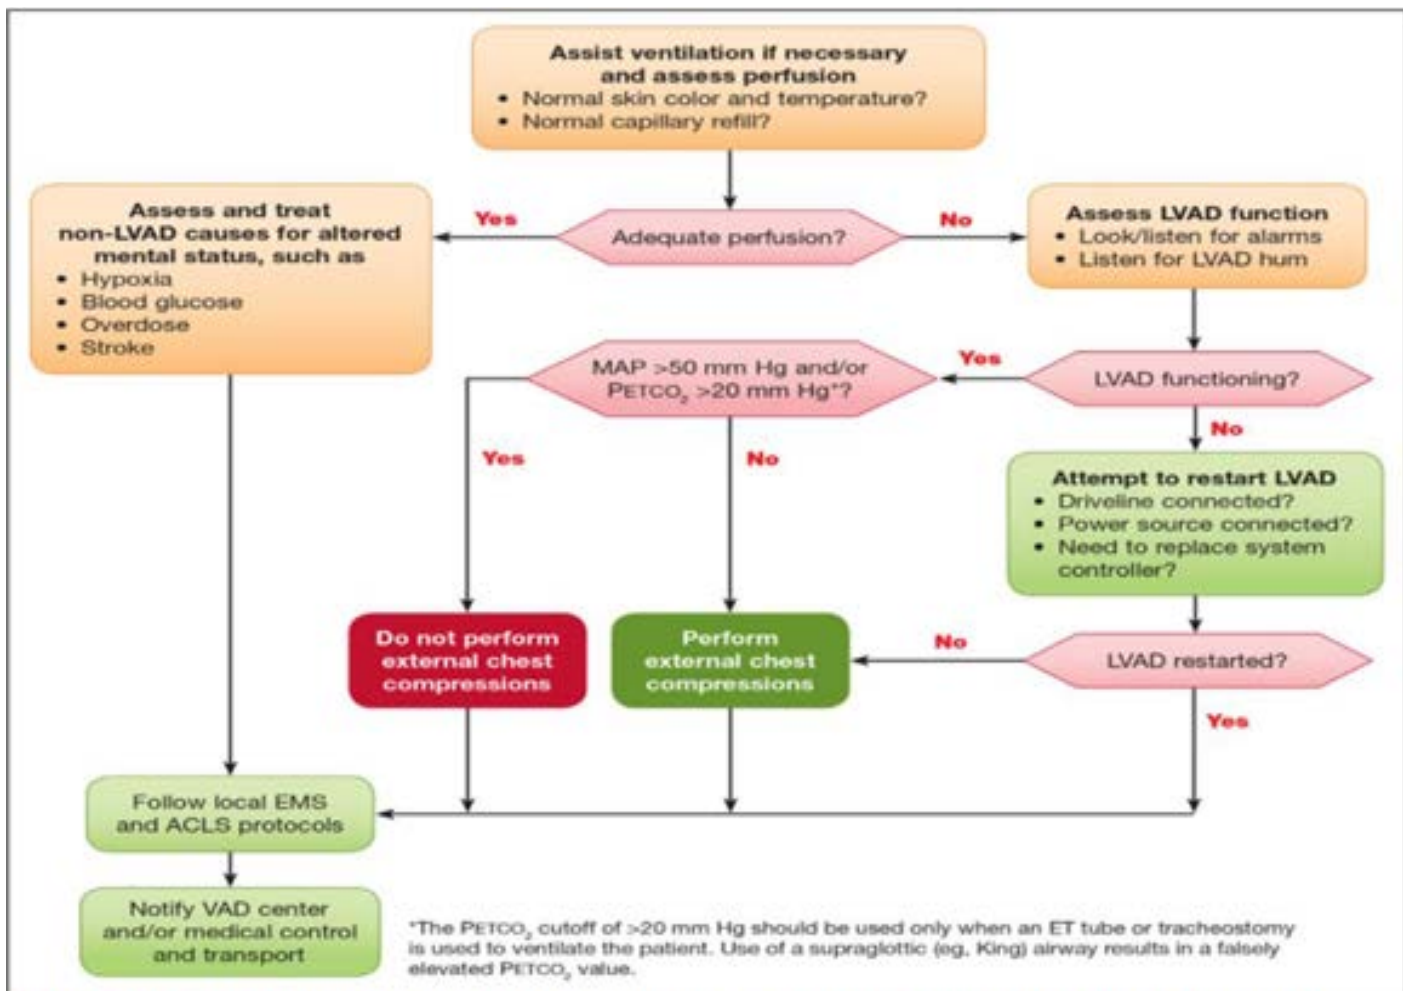 Assist ventilation if necessary
and assess perfusion
• Normal skin color and temperature?
• Normal capillary refill?
Assess and treat
non-LVAD causes for altered
mental status, such as
• Hypoxia
• Blood glucose
• Overdose
• Stroke
Yes
Adequate perfusion?
No
Assess LVAD function
• Look/listen for alarms
• Listen for LVAD hum
MAP >50 mm Hg and/or
PETCO₂ >20 mm Hg*?
Yes
LVAD functioning?
Yes
No
No
Attempt to restart LVAD
• Driveline connected?
• Power source connected?
• Need to replace system
controller?
Do not perform
external chest
compressions
Perform
external chest
compressions
No
LVAD restarted?
Yes
Follow local EMS
and ACLS protocols
Notify VAD center
and/or medical control
and transport
*The PETCO₂ cutoff of >20 mm Hg should be used only when an ET tube or tracheostomy
is used to ventilate the patient. Use of a supraglottic (eg, King) airway results in a falsely
elevated PETCO₂ value.